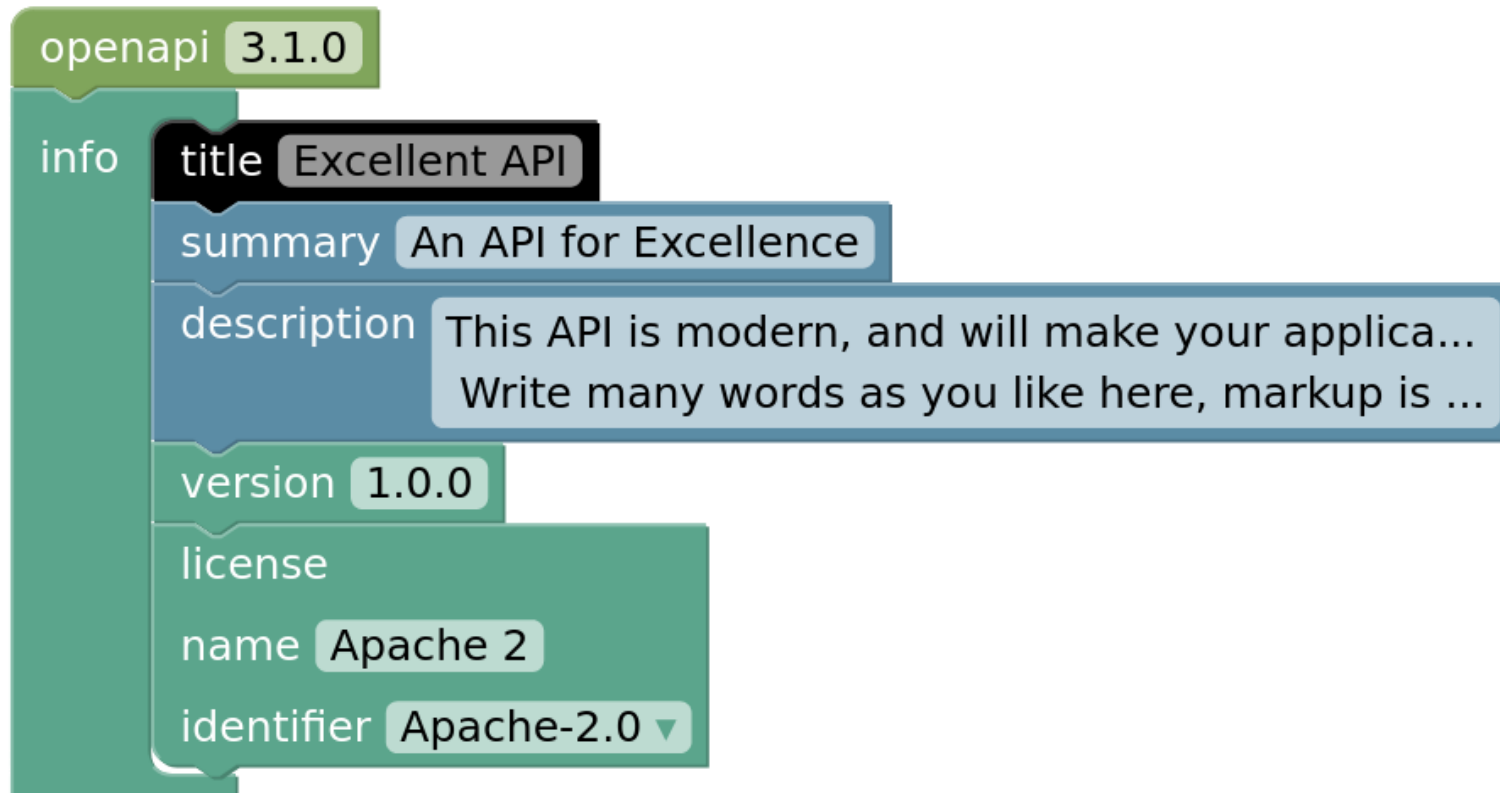 openapi 3.1.0
info
title Excellent API
summary An API for Excellence
description This API is modern, and will make your applica...
Write many words as you like here, markup is ...
version 1.0.0
license
name Apache 2
identifier Apache-2.0 ▼